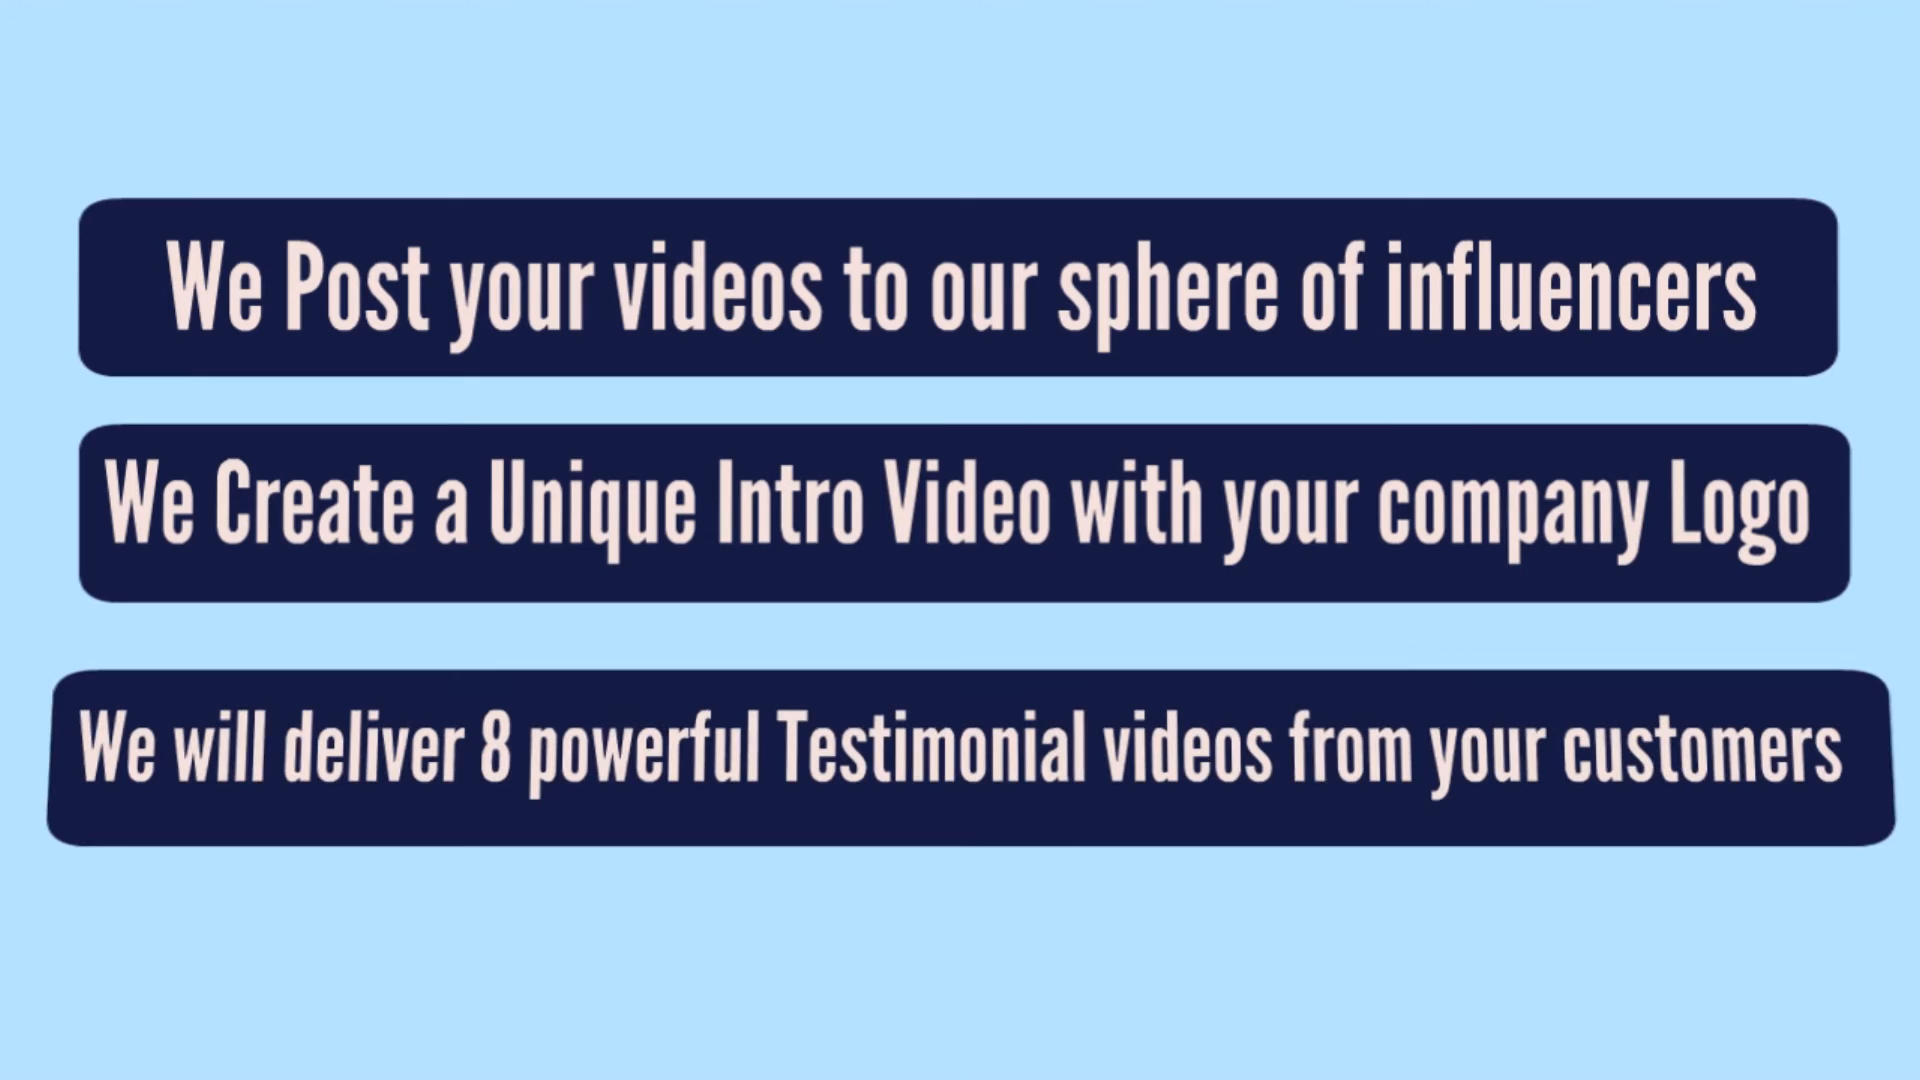 We Post your videos to our sphere of influencers
We Create a Unique Intro Video with your company Logo
We will deliver 8 powerful Testimonial videos from your customers